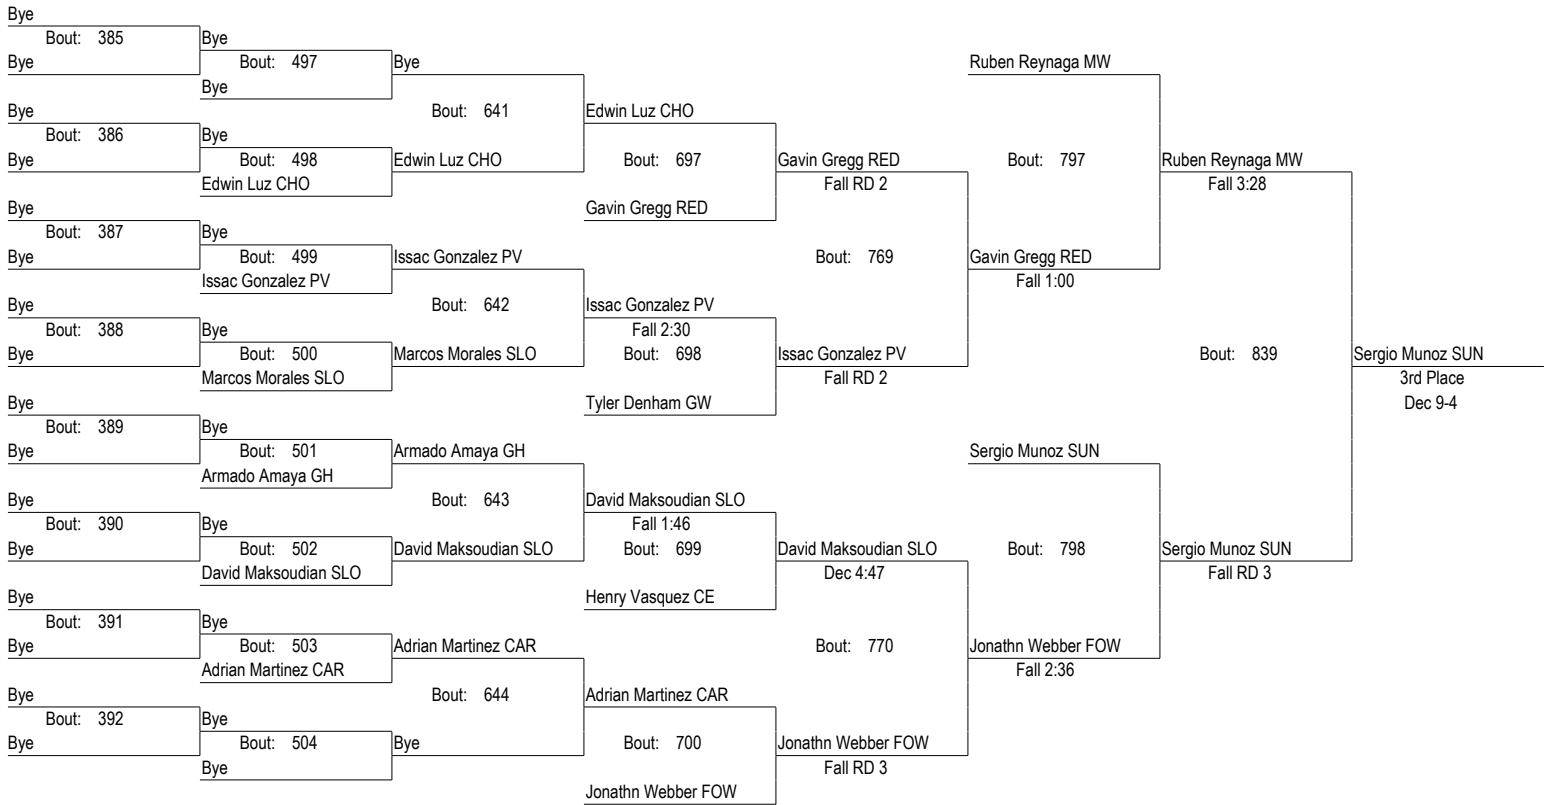 Bye
Bout: 385 Bye
Bye Bout: 497 Bye Ruben Reynaga MW
Bye
Bye Bout: 641 Edwin Luz CHO
Bout: 386 Bye
Bye Bout: 498 Edwin Luz CHO Bout: 697 Gavin Gregg RED Bout: 797 Ruben Reynaga MW
Edwin Luz CHO Fall RD 2 Fall 3:28
Bye Gavin Gregg RED
Bout: 387 Bye
Bye Bout: 499 Issac Gonzalez PV Bout: 769 Gavin Gregg RED
Issac Gonzalez PV Fall 1:00
Bye Bout: 642 Issac Gonzalez PV
Bout: 388 Bye Fall 2:30
Bye Bout: 500 Marcos Morales SLO Bout: 698 Issac Gonzalez PV Bout: 839 Sergio Munoz SUN
Marcos Morales SLO Fall RD 2 3rd Place
Bye Tyler Denham GW Dec 9-4
Bout: 389 Bye
Bye Bout: 501 Armado Amaya GH Sergio Munoz SUN
Armado Amaya GH
Bye Bout: 643 David Maksoudian SLO
Bout: 390 Bye Fall 1:46
Bye Bout: 502 David Maksoudian SLO Bout: 699 David Maksoudian SLO Bout: 798 Sergio Munoz SUN
David Maksoudian SLO Dec 4:47 Fall RD 3
Bye Henry Vasquez CE
Bout: 391 Bye
Bye Bout: 503 Adrian Martinez CAR Bout: 770 Jonathn Webber FOW
Adrian Martinez CAR Fall 2:36
Bye Bout: 644 Adrian Martinez CAR
Bout: 392 Bye
Bye Bout: 504 Bye Bout: 700 Jonathn Webber FOW
Bye Fall RD 3
Jonathn Webber FOW